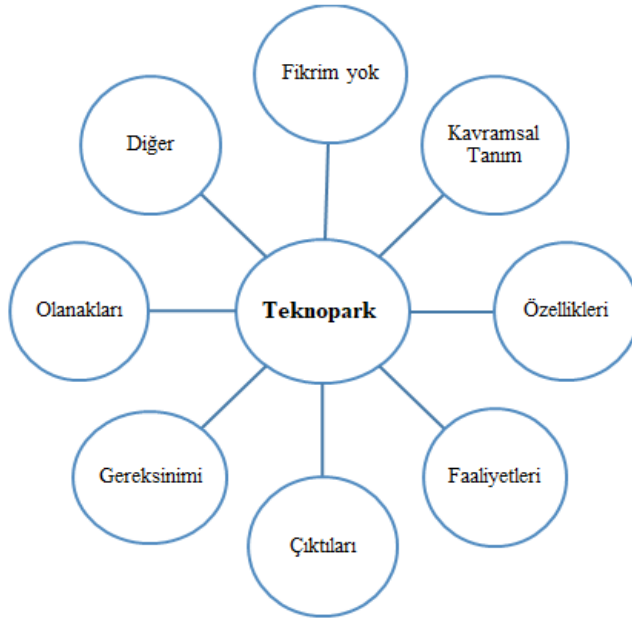 Fikrim yok
Kavramsal
Tanım
Diğer
Olanakları
Teknopark
Özellikleri
Gereksinimi
Faaliyetleri
Çıktıları